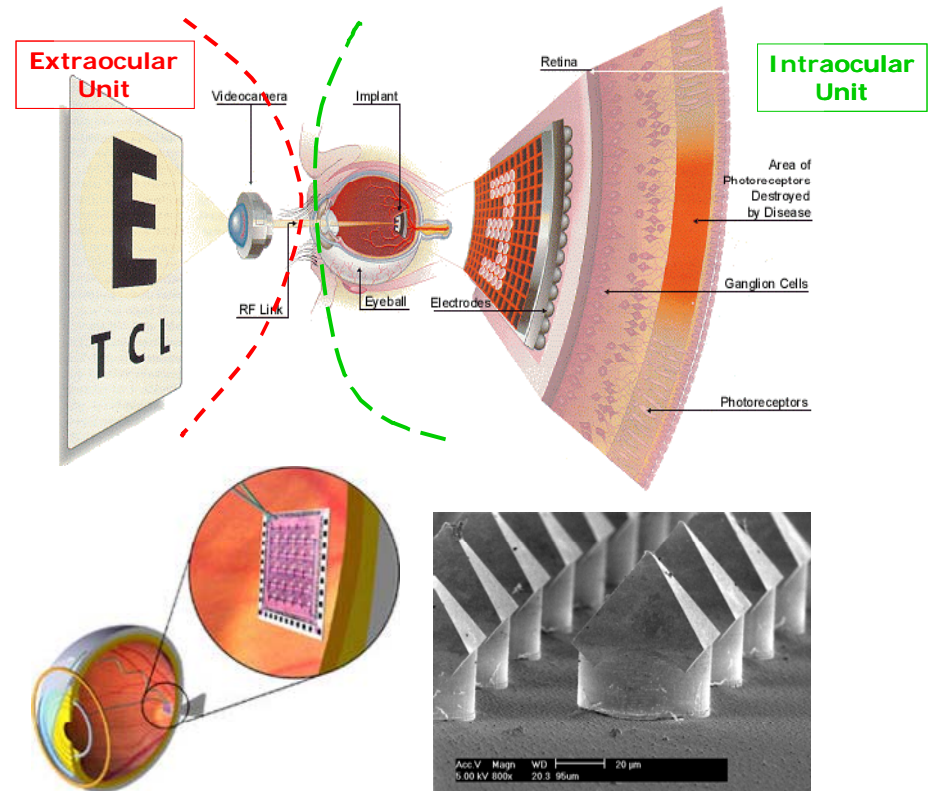 Extraocular
Unit
Videocamera
Implant
Retina
Intraocular
Unit
E
T C L
Area of
Photoreceptors
Destroyed
by Disease
RF Link
Eyeball
Electrodes
Ganglion Cells
Photoreceptors
Acc.V Magn WD 20 µm
5.00 kV 800x 20.3 95um